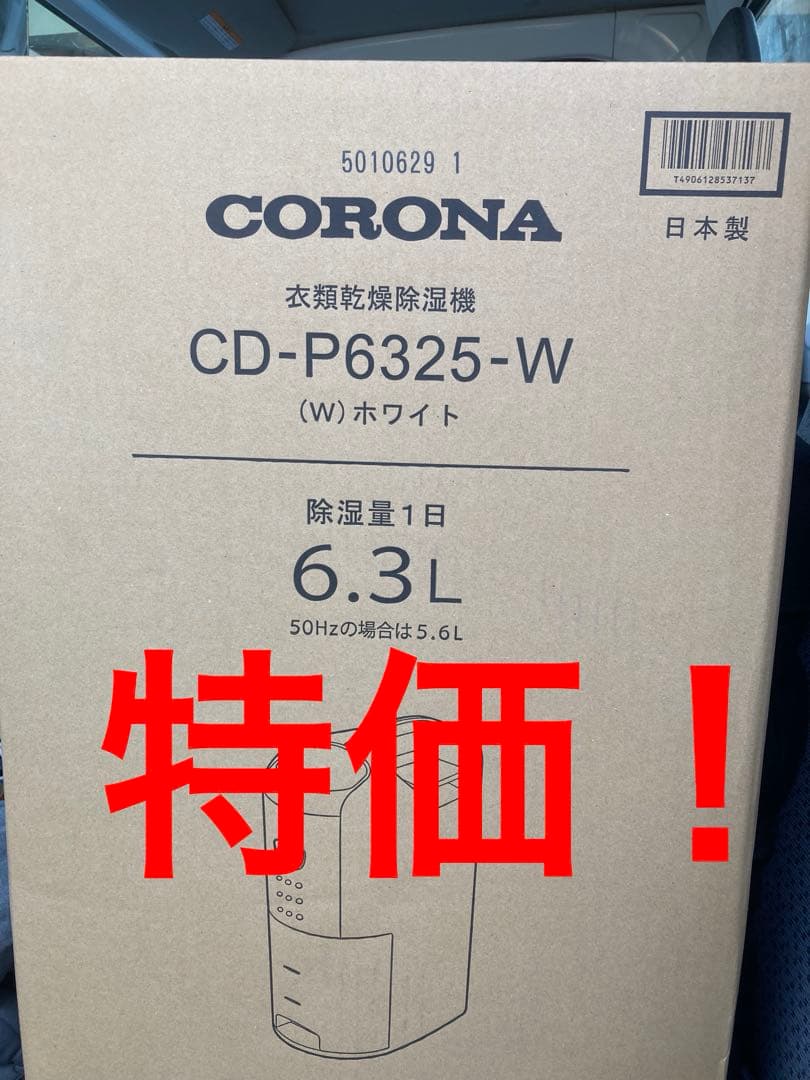 5010629 1
T4906128537137
CORONA
日本製
衣類乾燥除湿機
CD-P6325-W
(W)ホワイト
除湿量1日
6.3L
50Hzの場合は5.6L
特価!